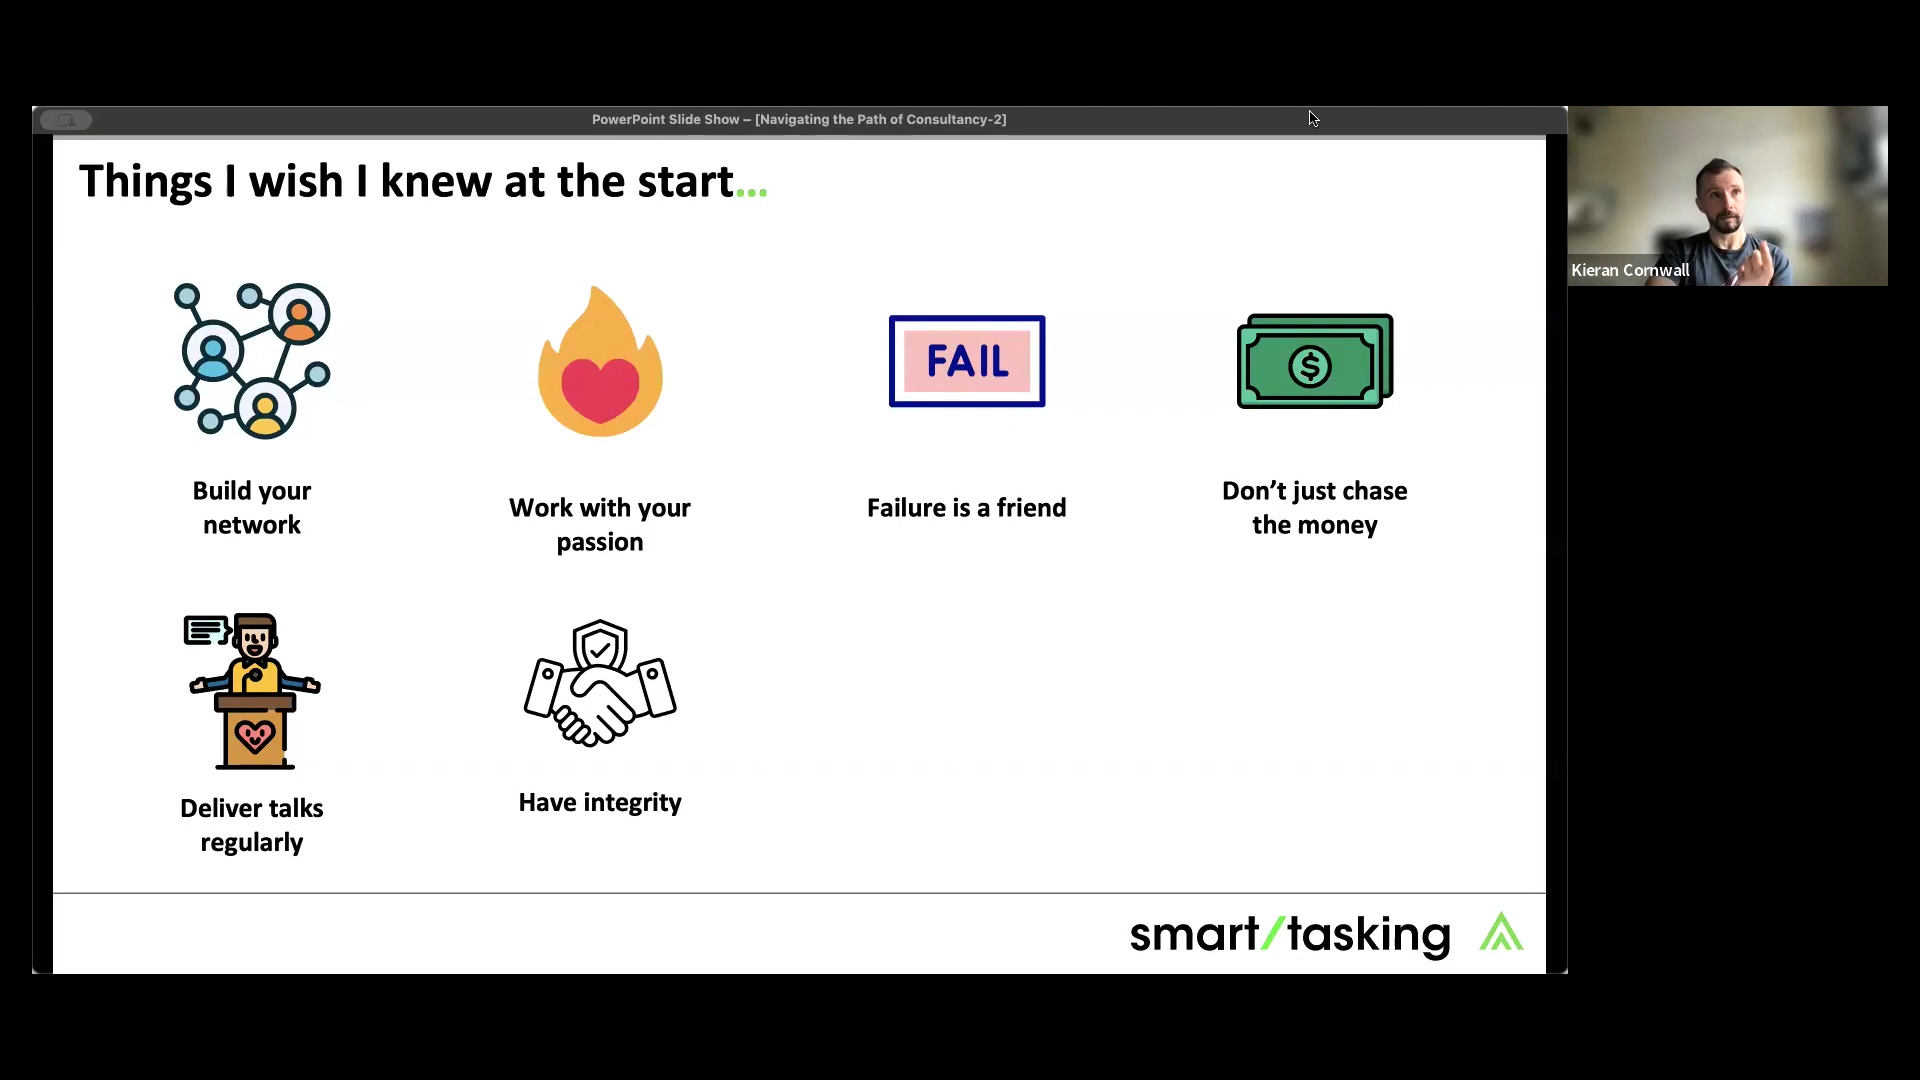 PowerPoint Slide Show – [Navigating the Path of Consultancy-2]
Things I wish I knew at the start...
Kieran Cornwall
FAIL
$
Build your
network
Work with your
passion
Failure is a friend
Don’t just chase
the money
Deliver talks
regularly
Have integrity
smart/tasking